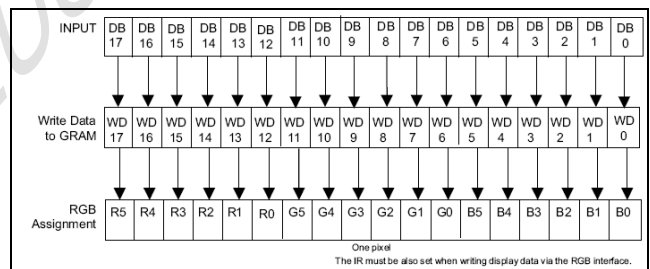 INPUT DB 17 DB 16 DB 15 DB 14 DB 13 DB 12 DB 11 DB 10 DB 9 DB 8 DB 7 DB 6 DB 5 DB 4 DB 3 DB 2 DB 1 DB 0
Write Data to GRAM WD 17 WD 16 WD 15 WD 14 WD 13 WD 12 WD 11 WD 10 WD 9 WD 8 WD 7 WD 6 WD 5 WD 4 WD 3 WD 2 WD 1 WD 0
RGB Assignment R5 R4 R3 R2 R1 R0 G5 G4 G3 G2 G1 G0 B5 B4 B3 B2 B1 B0
One pixel
The IR must be also set when writing display data via the RGB interface.